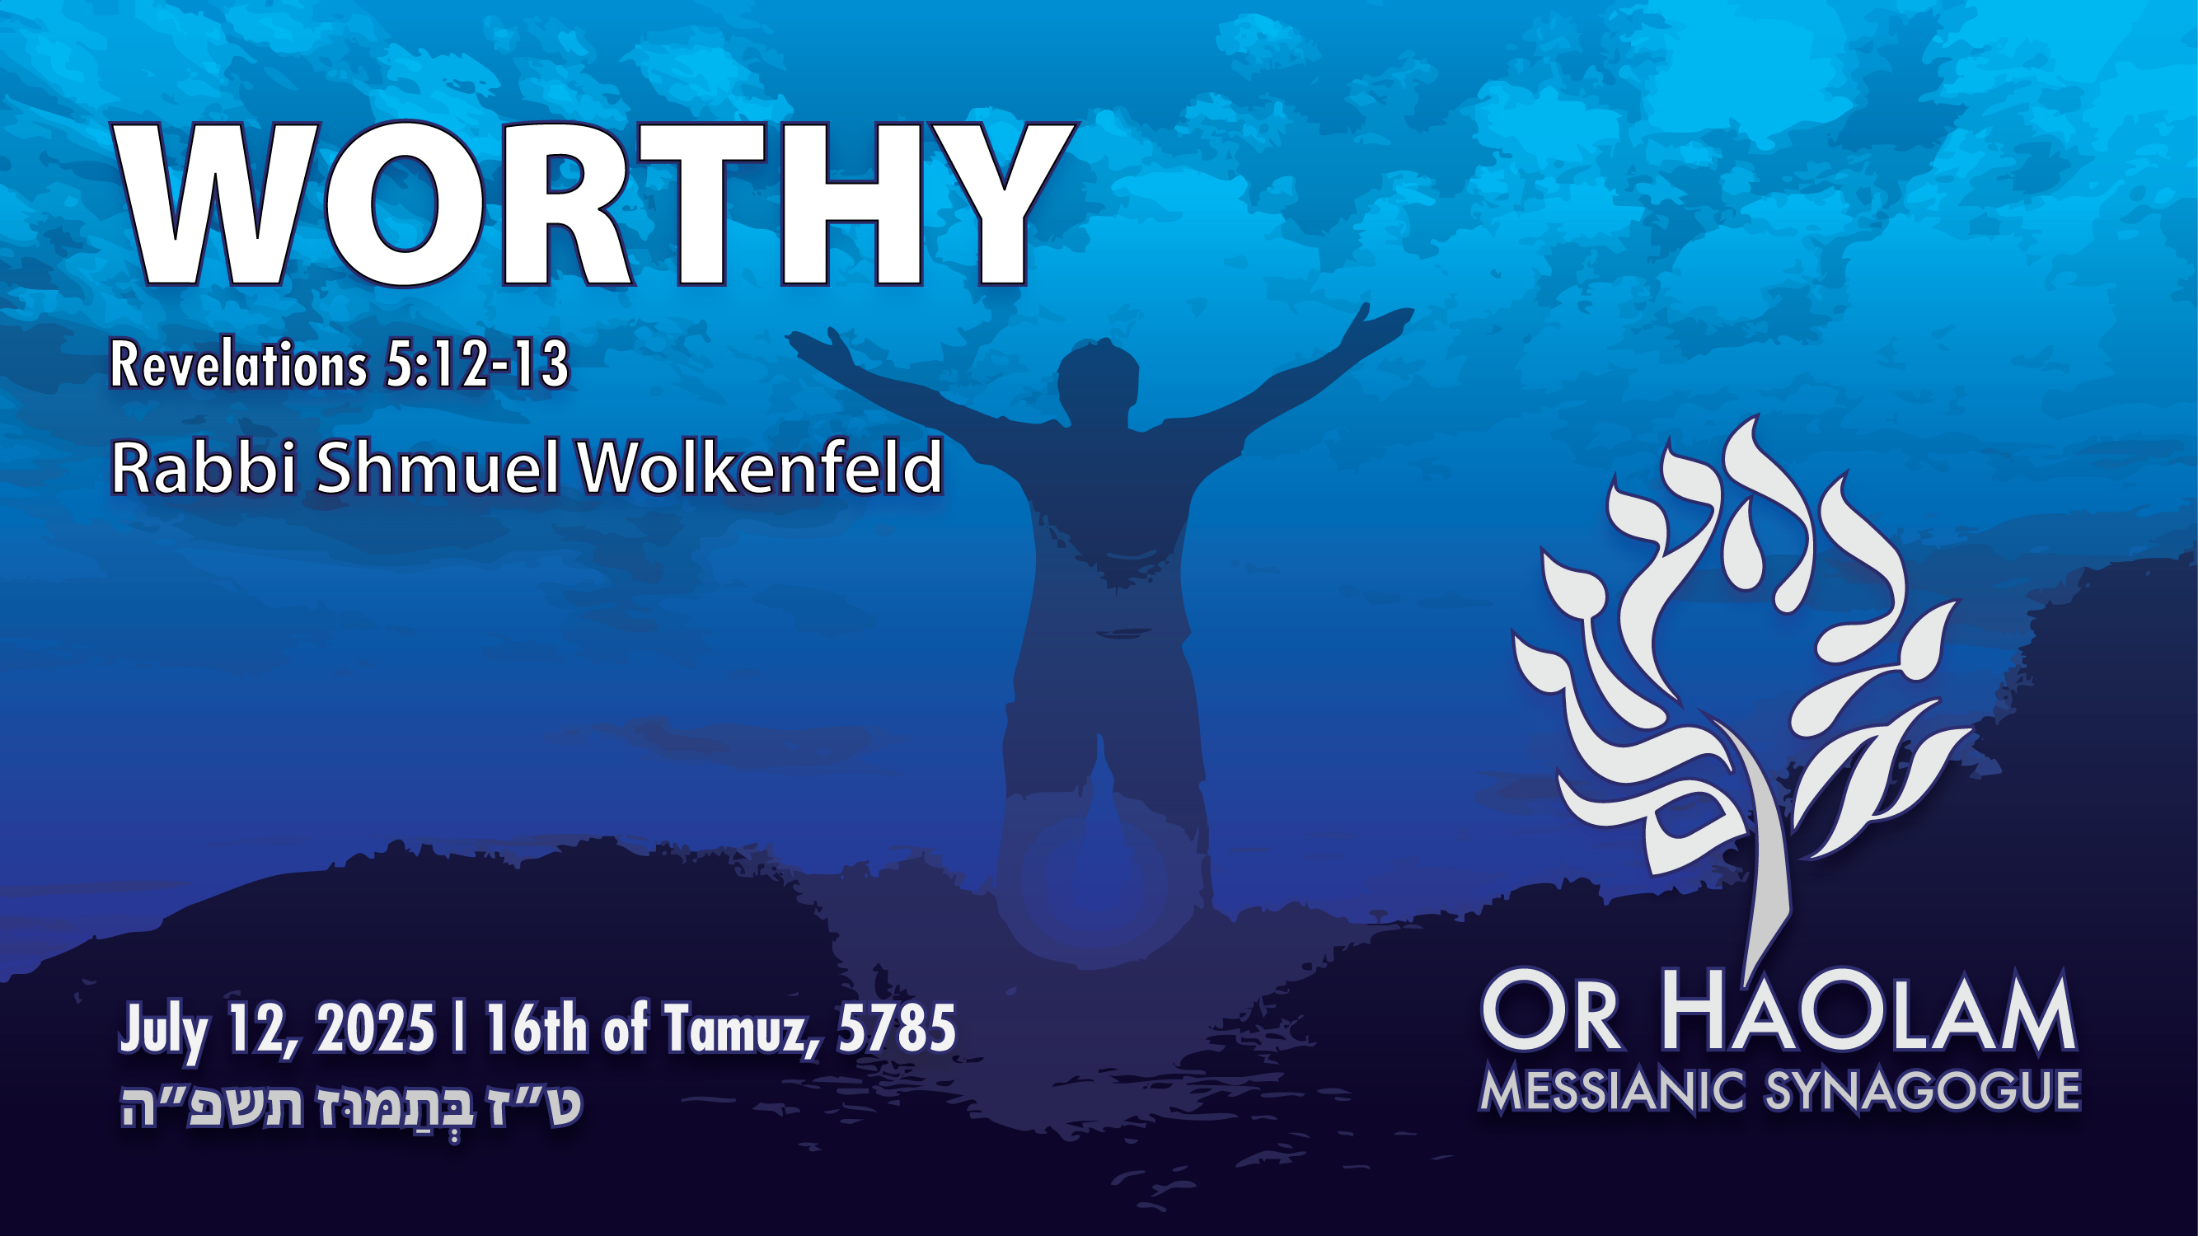 WORTHY
Revelations 5:12-13
Rabbi Shmuel Wolkenfeld
July 12, 2025 | 16th of Tamuz, 5785
ט״ז בְּתַמּוּז תשפ״ה
OR HAOLAM
MESSIANIC SYNAGOGUE